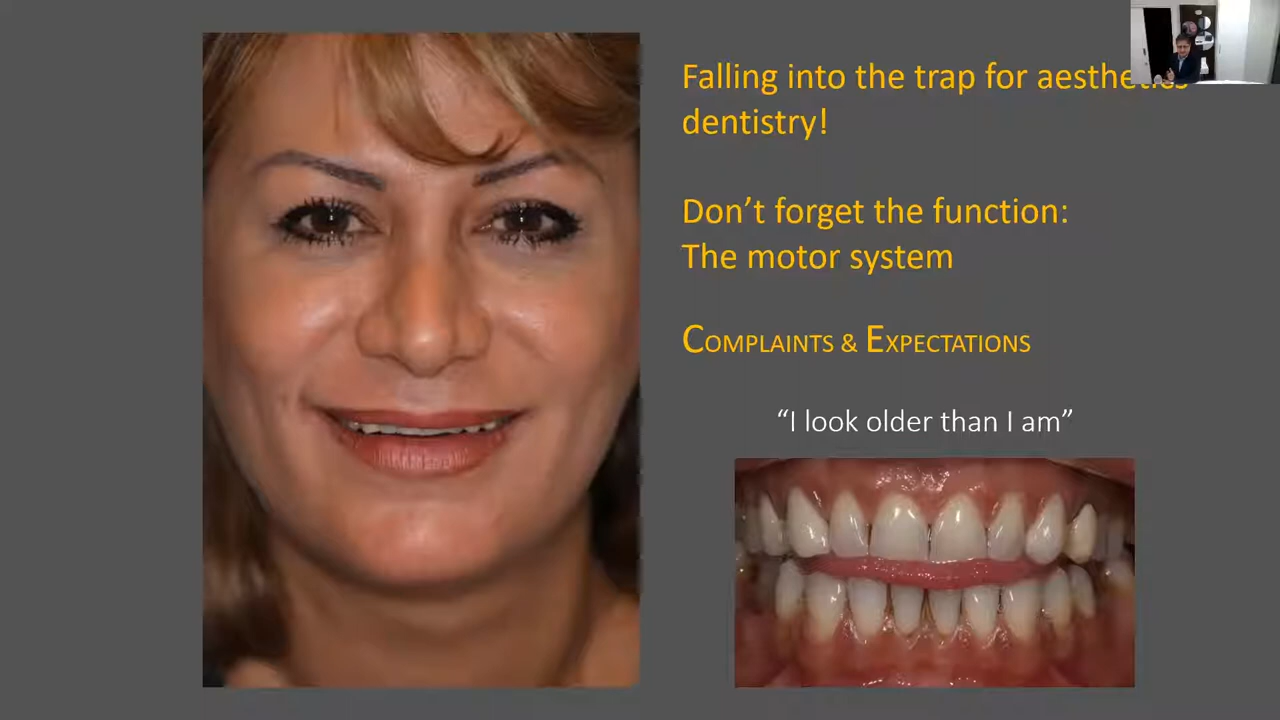 Falling into the trap for aesthetics
dentistry!
Don’t forget the function:
The motor system
COMPLAINTS & EXPECTATIONS
“I look older than I am”